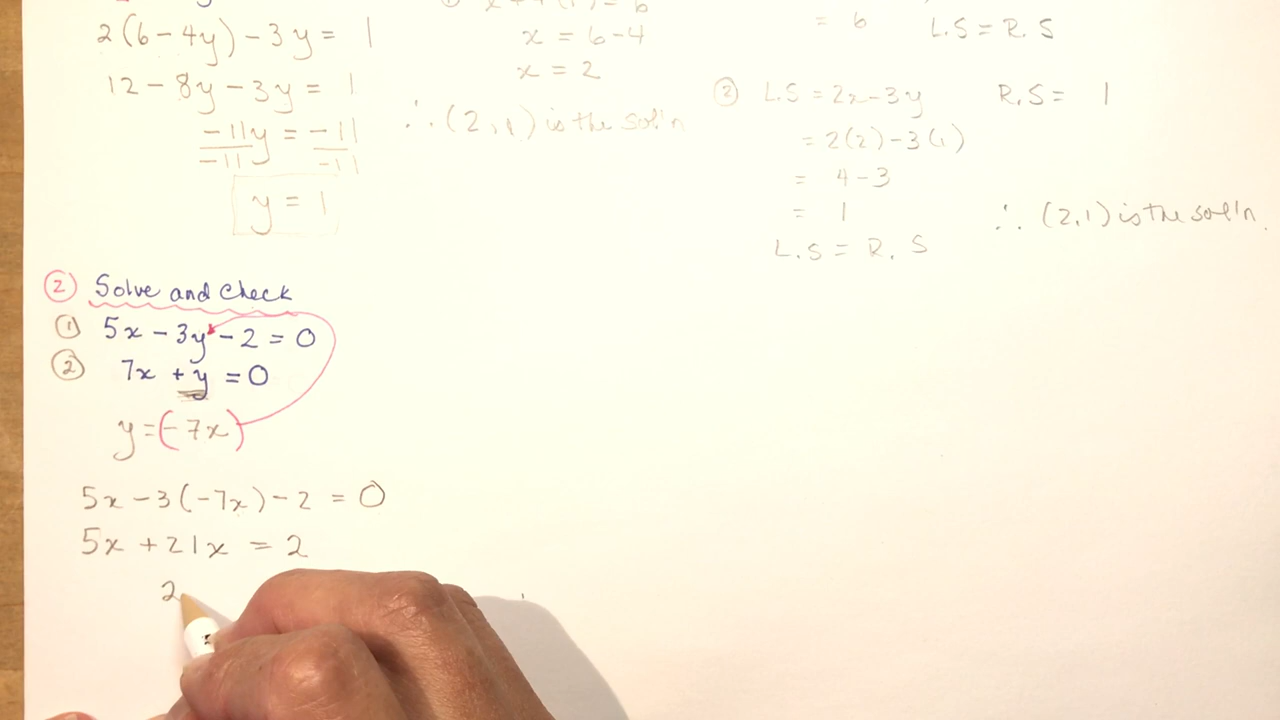 2(6-4y)-3y= 1
12-8y-3y= 1
-11y = -11
-11 -11
y = 1
x = 6-4
x = 2
∴ (2,1) is the sol'n
= 6 L.S = R.S
② L.S = 2x-3y R.S = 1
= 2(2)-3(1)
= 4-3
= 1
L.S = R.S
∴ (2,1) is the sol'n.
② Solve and check
① 5x - 3y - 2 = 0
② 7x + y = 0
y = (-7x)
5x - 3(-7x) - 2 = 0
5x + 21x = 2
2